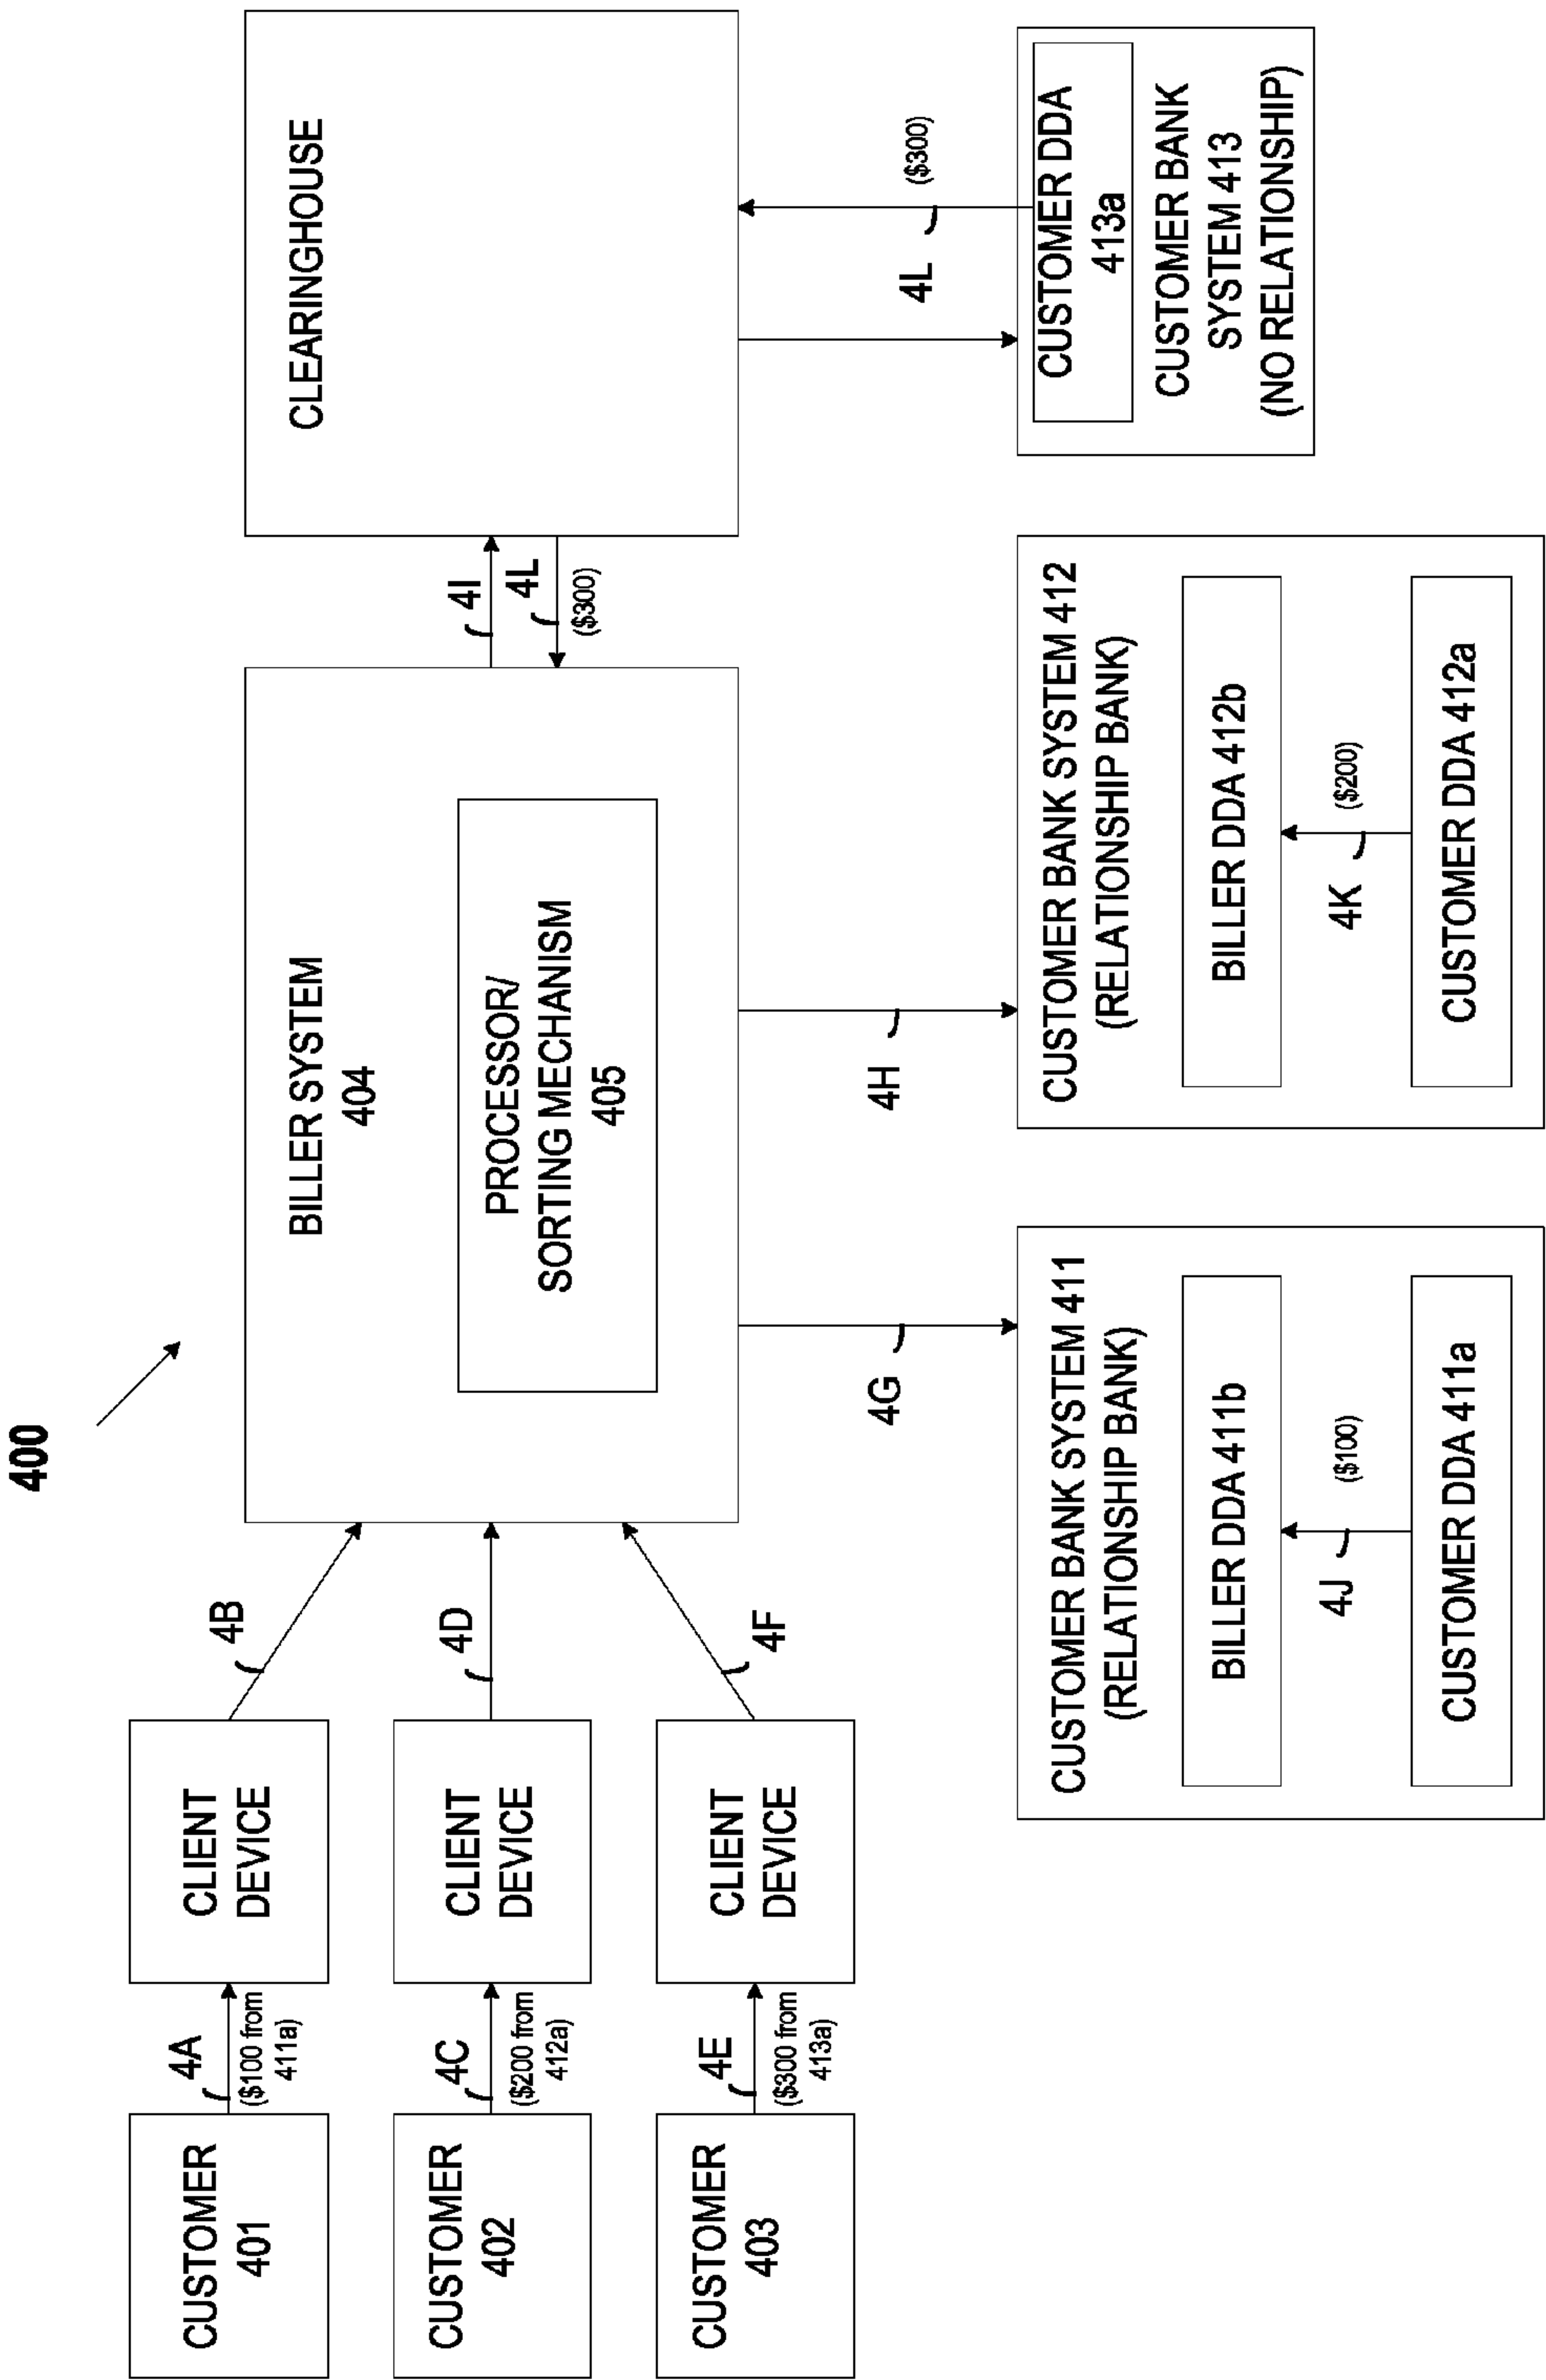 400
CUSTOMER
401
4A
($100 from
411a)
CLIENT
DEVICE
4B
CUSTOMER
402
4C
($200 from
412a)
CLIENT
DEVICE
4D
CUSTOMER
403
4E
($300 from
413a)
CLIENT
DEVICE
4F
BILLER SYSTEM
404
PROCESSOR/
SORTING MECHANISM
405
4I
4L
($300)
CLEARINGHOUSE
4G
4H
4L
($300)
CUSTOMER BANK SYSTEM 411
(RELATIONSHIP BANK)
BILLER DDA 411b
4J
($100)
CUSTOMER DDA 411a
CUSTOMER BANK SYSTEM 412
(RELATIONSHIP BANK)
BILLER DDA 412b
4K
($200)
CUSTOMER DDA 412a
CUSTOMER DDA
413a
CUSTOMER BANK
SYSTEM 413
(NO RELATIONSHIP)